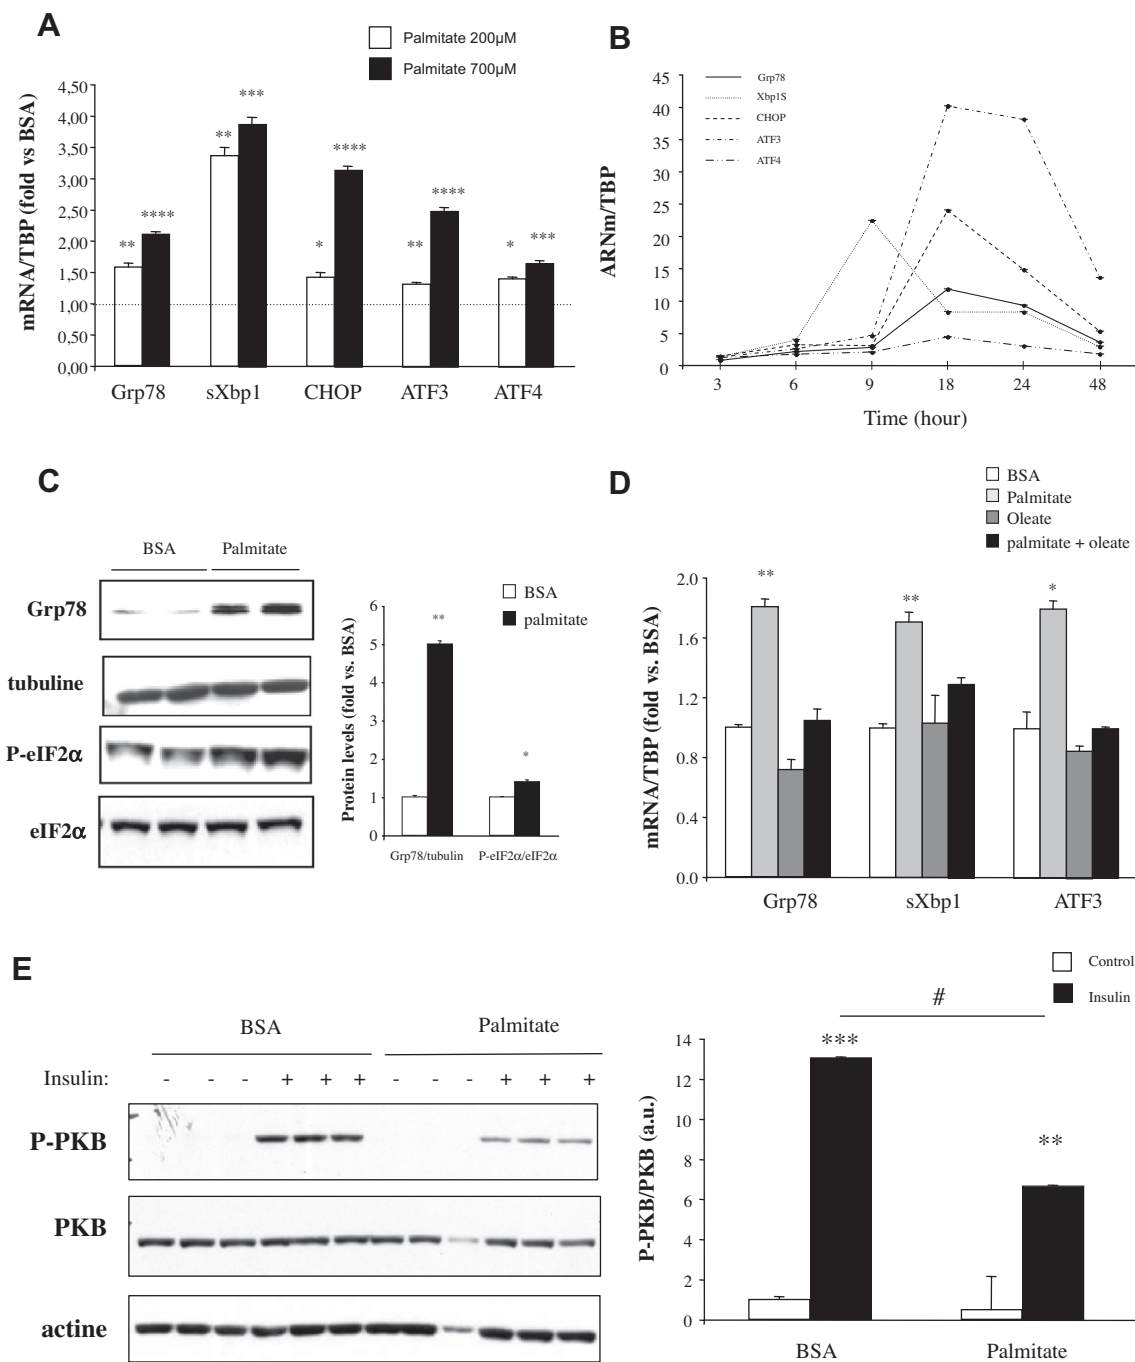 A
Palmitate 200µM
Palmitate 700µM
mRNA/TBP (fold vs BSA)
4,50
4,00
3,50
3,00
2,50
2,00
1,50
1,00
0,50
0,00
**
****
**
***
*
****
**
****
*
***
Grp78 sXbp1 CHOP ATF3 ATF4
B
ARNm/TBP
45
40
35
30
25
20
15
10
5
0
Grp78
Xbp1S
CHOP
ATF3
ATF4
3 6 9 18 24 48
Time (hour)
C
BSA Palmitate
Grp78
tubuline
P-eIF2α
eIF2α
BSA
palmitate
Protein levels (fold vs. BSA)
6
5
4
3
2
1
0
**
*
Grp78/tubulin P-eIF2α/eIF2α
D
BSA
Palmitate
Oleate
palmitate + oleate
mRNA/TBP (fold vs. BSA)
2.0
1.6
1.2
0.8
0.4
0.0
**
**
*
Grp78 sXbp1 ATF3
E
BSA Palmitate
Insulin: - - - + + + - - - + + +
P-PKB
PKB
actine
Control
Insulin
#
P-PKB/PKB (a.u.)
14
12
10
8
6
4
2
0
***
**
BSA Palmitate